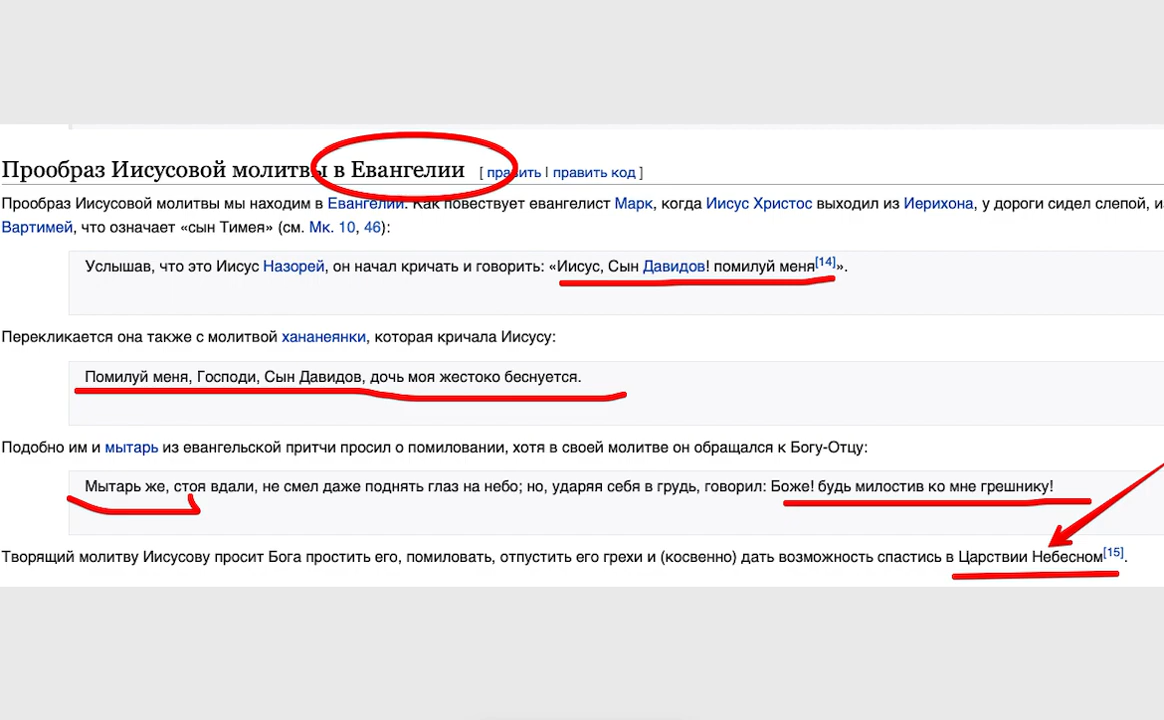 Прообраз Иисусовой молитвы в Евангелии [ править | править код ]
Прообраз Иисусовой молитвы мы находим в Евангелии. Как повествует евангелист Марк, когда Иисус Христос выходил из Иерихона, у дороги сидел слепой,
Вартимей, что означает «сын Тимея» (см. Мк. 10, 46):
Услышав, что это Иисус Назорей, он начал кричать и говорить: «Иисус, Сын Давидов! помилуй меня[14]».
Перекликается она также с молитвой хананеянки, которая кричала Иисусу:
Помилуй меня, Господи, Сын Давидов, дочь моя жестоко беснуется.
Подобно им и мытарь из евангельской притчи просил о помиловании, хотя в своей молитве он обращался к Богу-Отцу:
Мытарь же, стоя вдали, не смел даже поднять глаз на небо; но, ударяя себя в грудь, говорил: Боже! будь милостив ко мне грешнику!
Творящий молитву Иисусову просит Бога простить его, помиловать, отпустить его грехи и (косвенно) дать возможность спастись в Царствии Небесном[15].